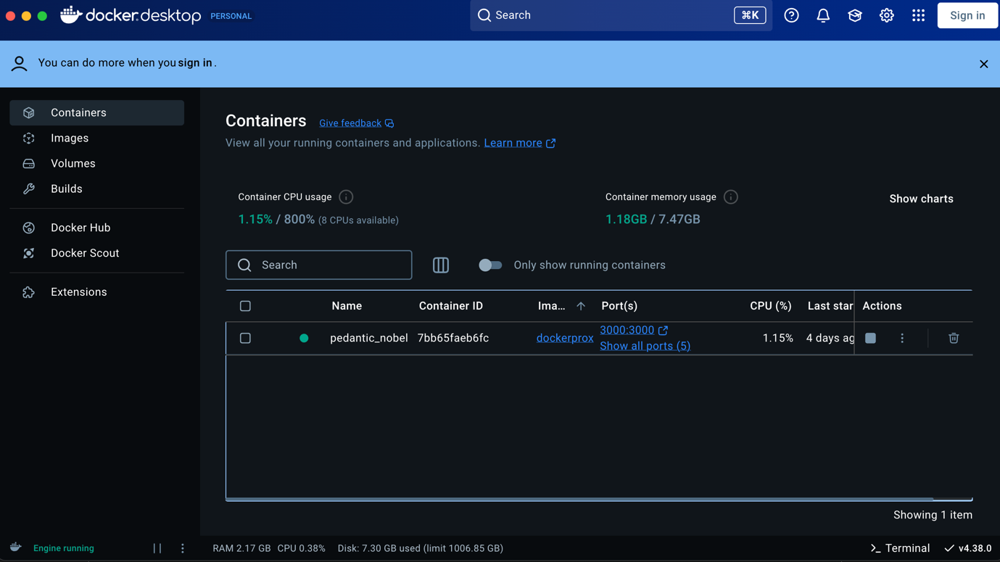 docker.desktop PERSONAL Search ⌘K Sign in
You can do more when you sign in.
Containers
Images
Volumes
Builds
Docker Hub
Docker Scout
Extensions
Containers Give feedback
View all your running containers and applications. Learn more
Container CPU usage
1.15% / 800% (8 CPUs available)
Container memory usage
1.18GB / 7.47GB
Show charts
Search
Only show running containers
Name Container ID Ima... Port(s) CPU (%) Last star Actions
pedantic_nobel 7bb65faeb6fc dockerprox 3000:3000 1.15% 4 days ag
Show all ports (5)
Showing 1 item
Engine running RAM 2.17 GB CPU 0.38% Disk: 7.30 GB used (limit 1006.85 GB) Terminal v4.38.0